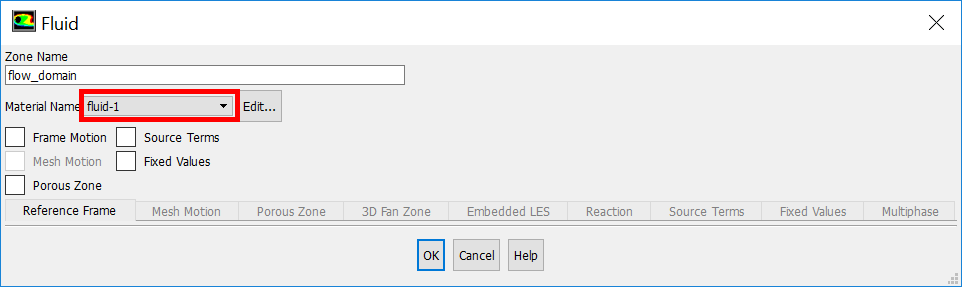 Fluid
Zone Name
flow_domain
Material Name fluid-1 Edit...
Frame Motion Source Terms
Mesh Motion Fixed Values
Porous Zone
Reference Frame Mesh Motion Porous Zone 3D Fan Zone Embedded LES Reaction Source Terms Fixed Values Multiphase
OK Cancel Help